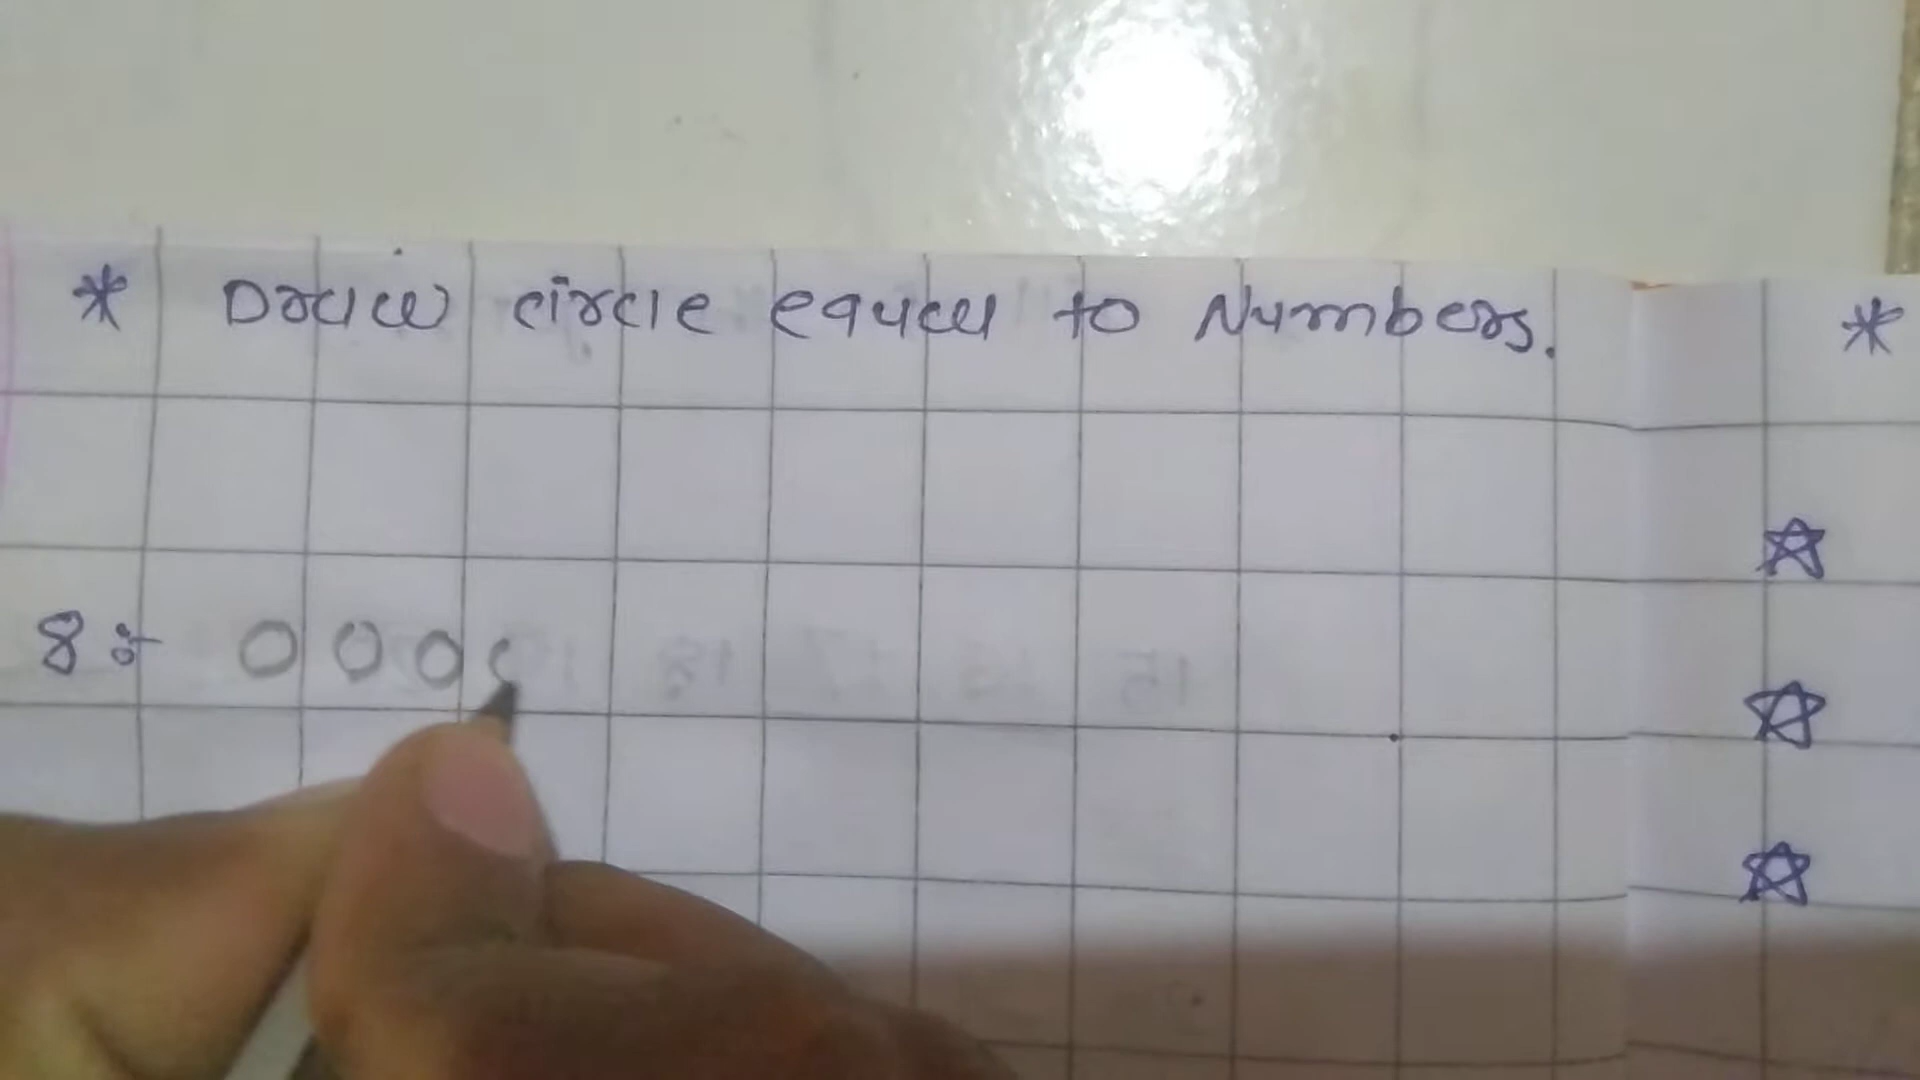 * Draw circle equal to Numbers. *
8 :-